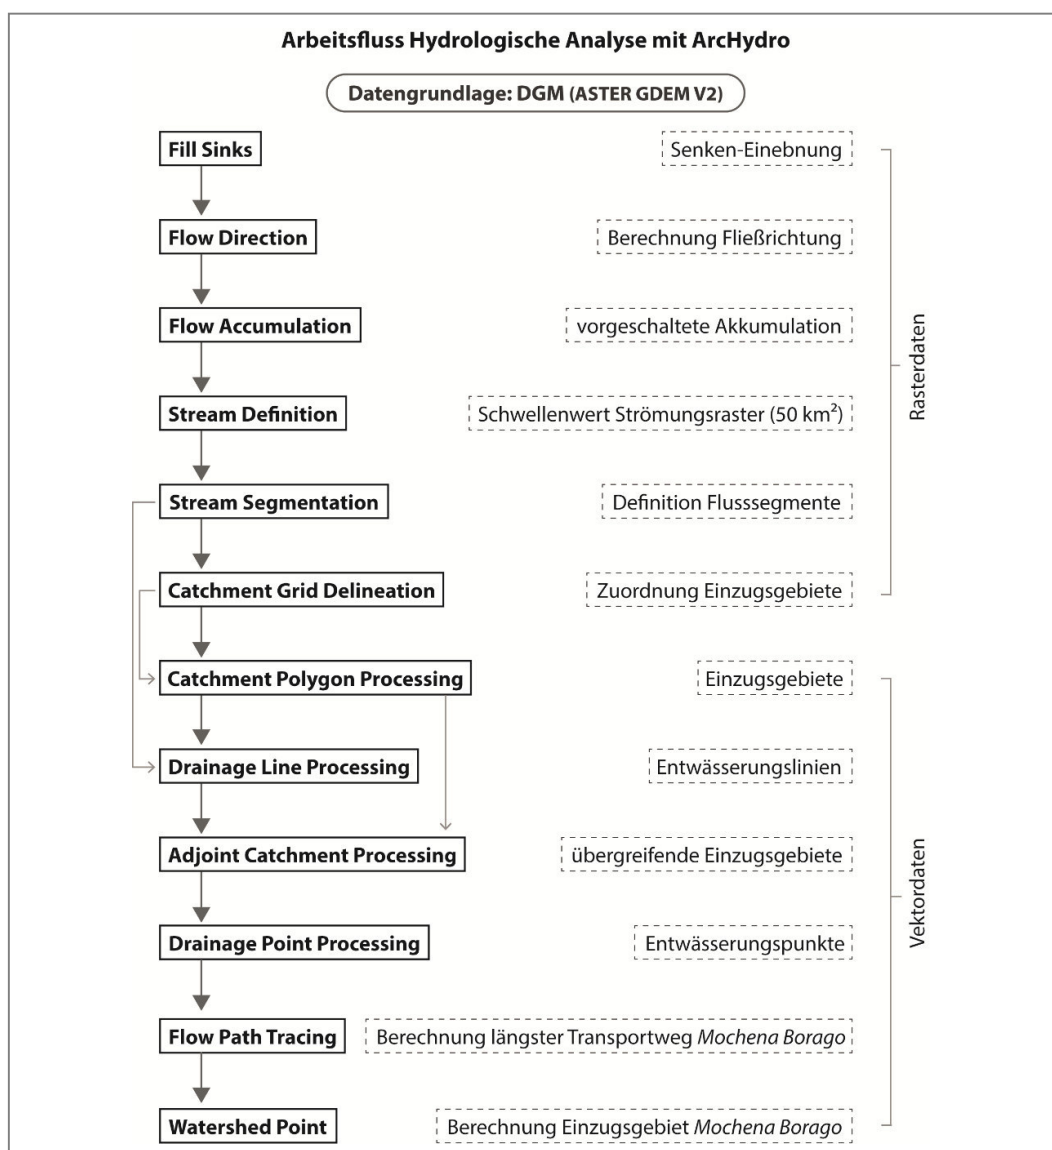 Arbeitsfluss Hydrologische Analyse mit ArcHydro
Datengrundlage: DGM (ASTER GDEM V2)
Fill Sinks
Senken-Einebnung
Flow Direction
Berechnung Fließrichtung
Flow Accumulation
vorgeschaltete Akkumulation
Stream Definition
Schwellenwert Strömungsraster (50 km²)
Stream Segmentation
Definition Flusssegmente
Catchment Grid Delineation
Zuordnung Einzugsgebiete
Rasterdaten
Catchment Polygon Processing
Einzugsgebiete
Drainage Line Processing
Entwässerungslinien
Adjoint Catchment Processing
übergreifende Einzugsgebiete
Drainage Point Processing
Entwässerungspunkte
Flow Path Tracing
Berechnung längster Transportweg Mochena Borago
Watershed Point
Berechnung Einzugsgebiet Mochena Borago
Vektordaten